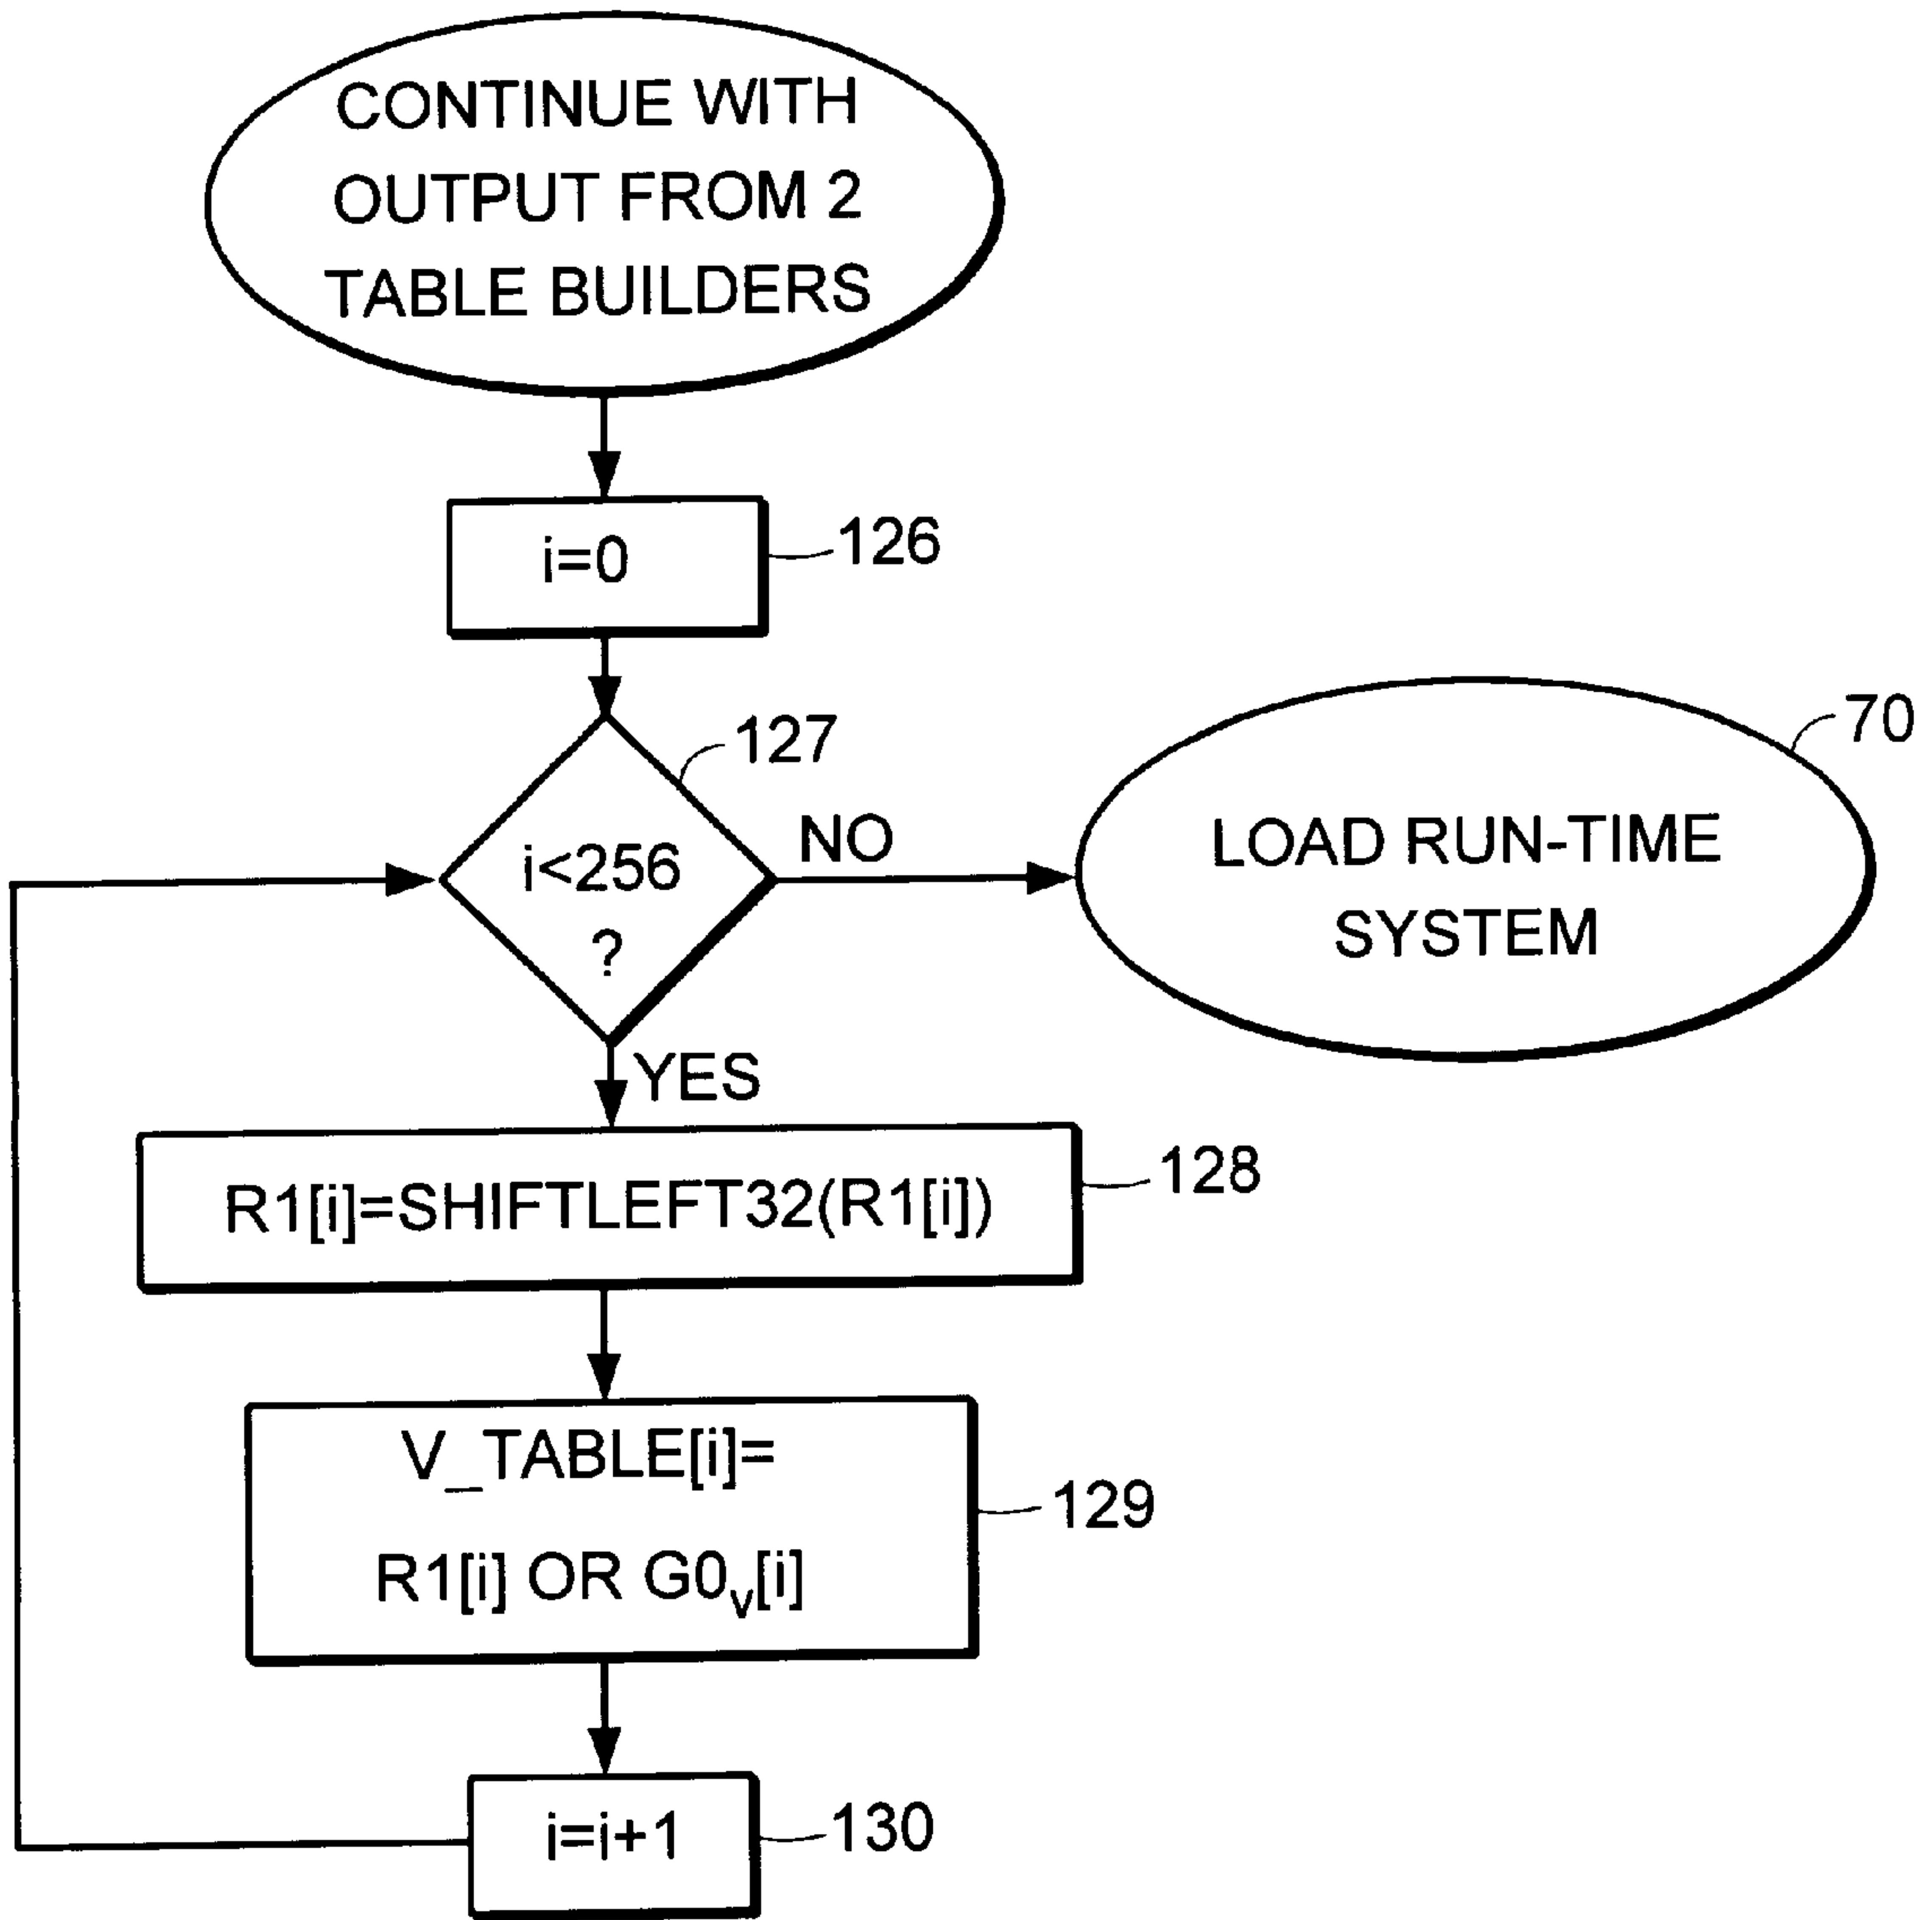 CONTINUE WITH
OUTPUT FROM 2
TABLE BUILDERS
i=0
126
127
i<256
?
NO
70
LOAD RUN-TIME
SYSTEM
YES
R1[i]=SHIFTLEFT32(R1[i])
128
V_TABLE[i]=
R1[i] OR G0v[i]
129
i=i+1
130